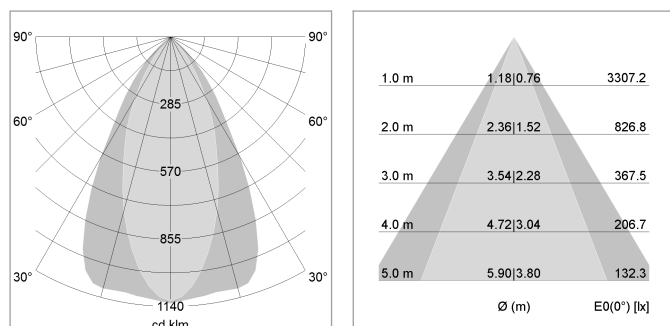 90° 90°
285
60° 60°
570
855
30° 30°
1140
cd klm
1.0 m 1.18|0.76 3307.2
2.0 m 2.36|1.52 826.8
3.0 m 3.54|2.28 367.5
4.0 m 4.72|3.04 206.7
5.0 m 5.90|3.80 132.3
Ø (m) E0(0°) [lx]